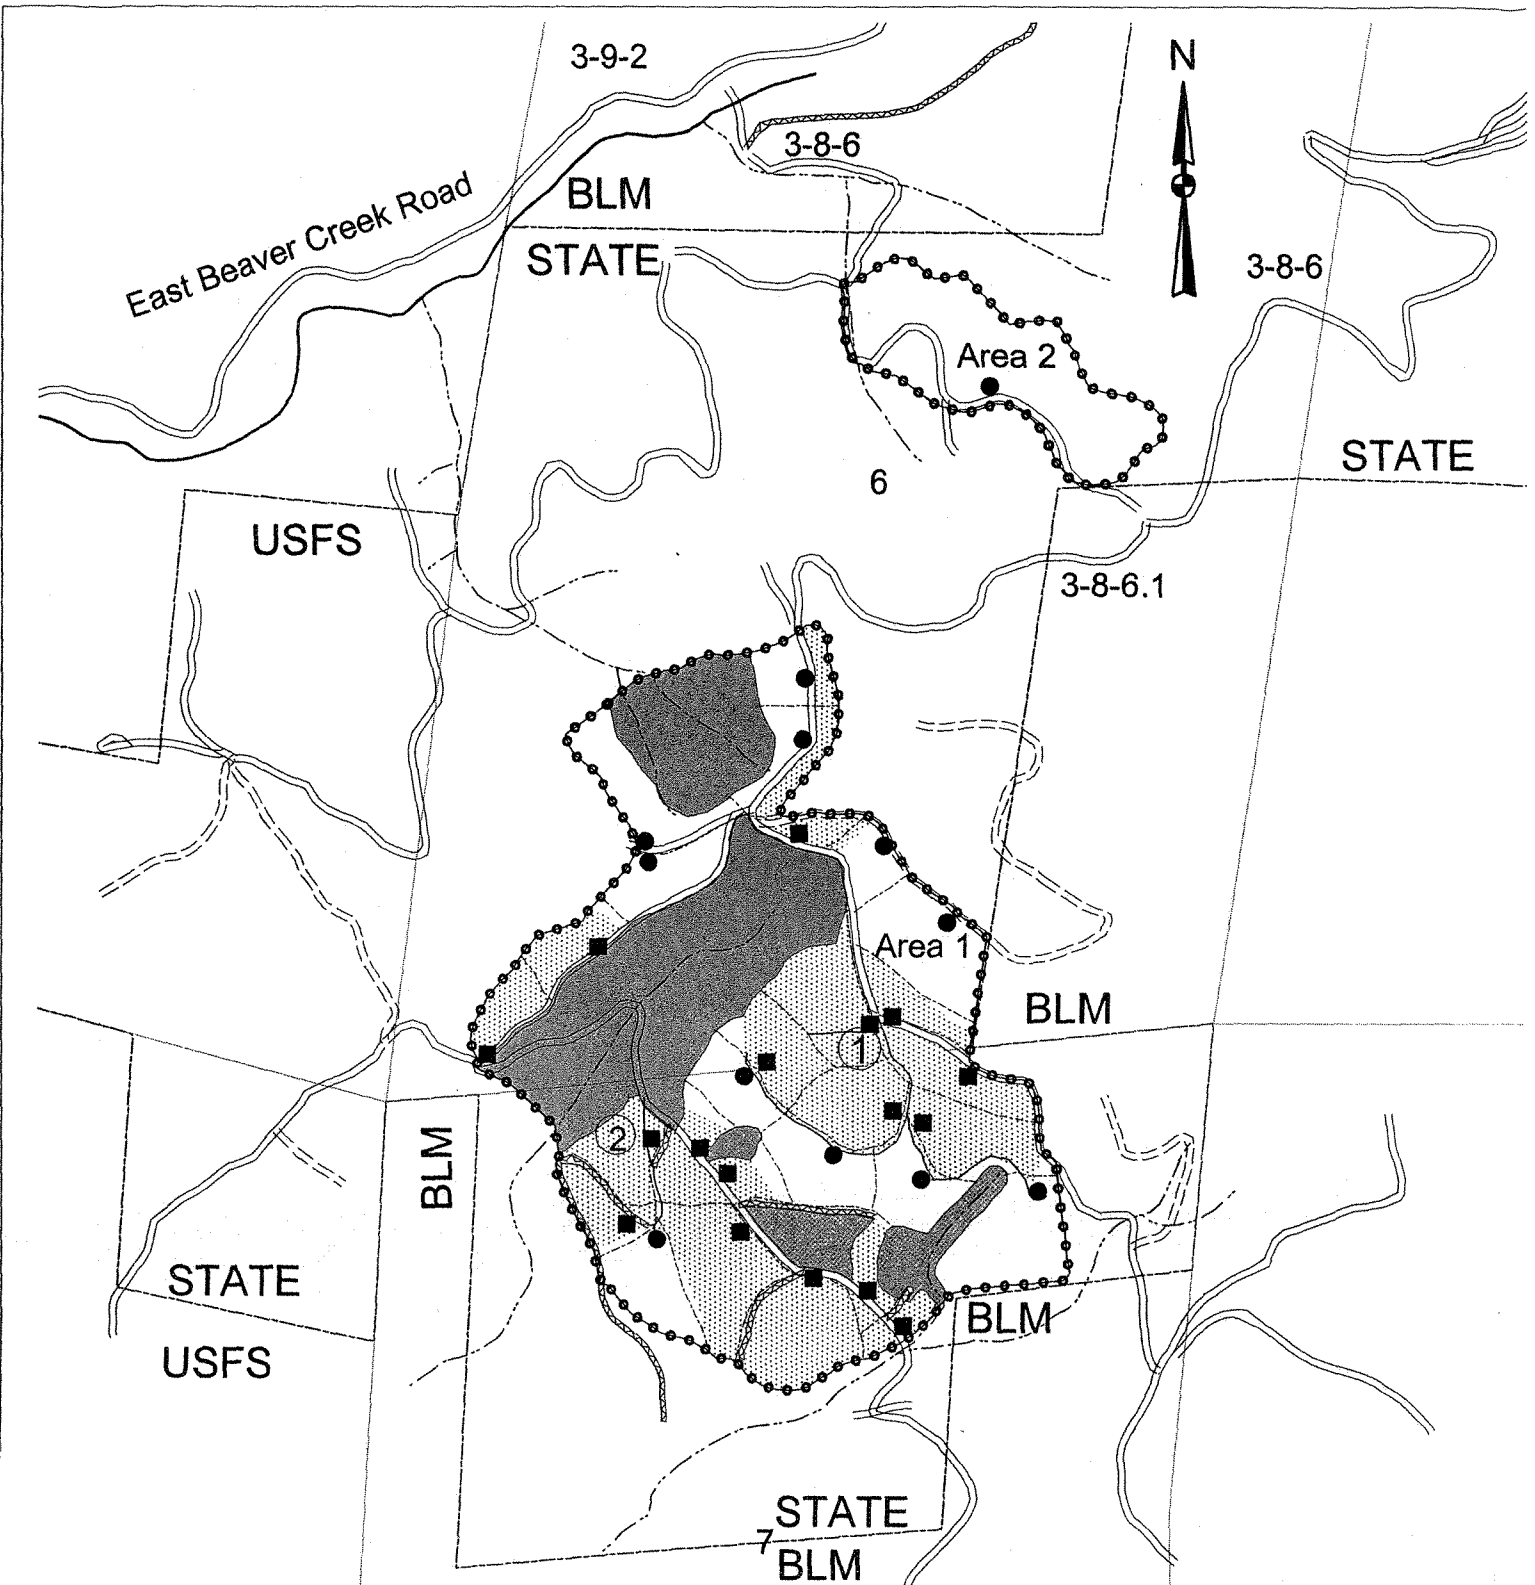 3-9-2
N
3-8-6
BLM
East Beaver Creek Road
STATE
3-8-6
Area 2
STATE
6
USFS
3-8-6.1
Area 1
BLM
1
2
BLM
STATE
BLM
USFS
STATE
7
BLM